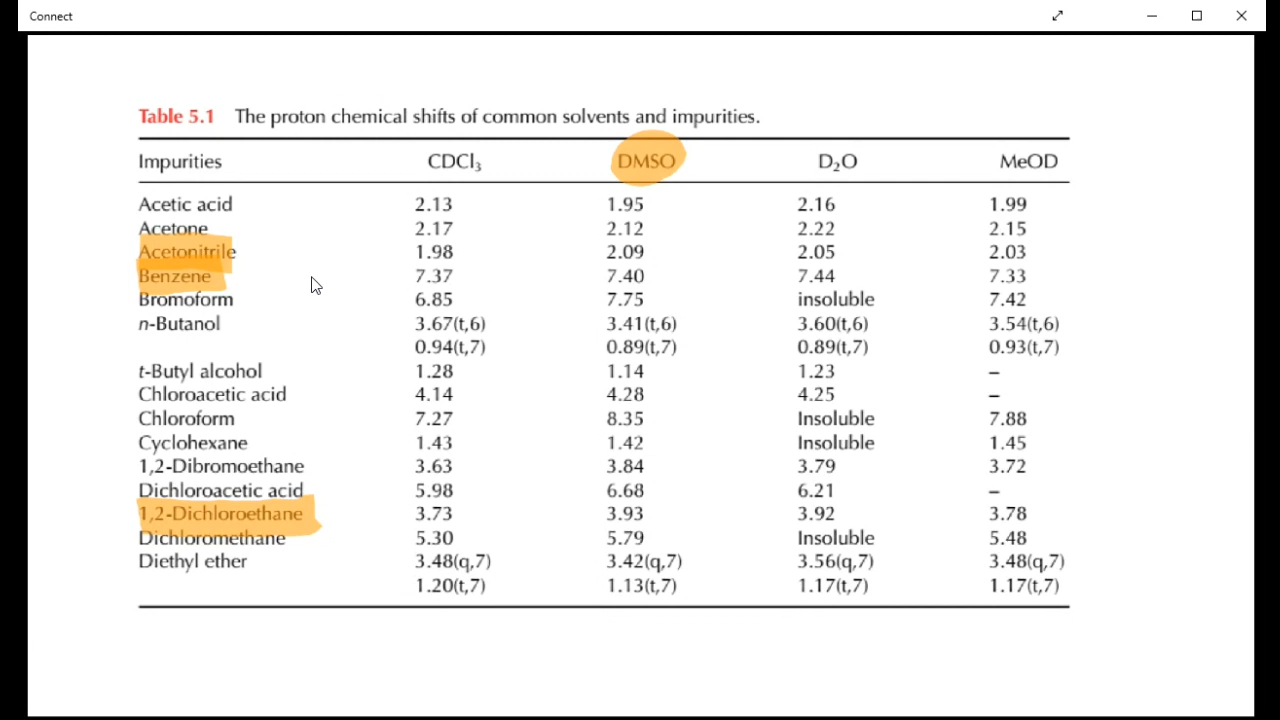 Connect
Table 5.1 The proton chemical shifts of common solvents and impurities.
Impurities CDCl₃ DMSO D₂O MeOD
Acetic acid 2.13 1.95 2.16 1.99
Acetone 2.17 2.12 2.22 2.15
Acetonitrile 1.98 2.09 2.05 2.03
Benzene 7.37 7.40 7.44 7.33
Bromoform 6.85 7.75 insoluble 7.42
n-Butanol 3.67(t,6) 3.41(t,6) 3.60(t,6) 3.54(t,6)
0.94(t,7) 0.89(t,7) 0.89(t,7) 0.93(t,7)
t-Butyl alcohol 1.28 1.14 1.23 –
Chloroacetic acid 4.14 4.28 4.25 –
Chloroform 7.27 8.35 Insoluble 7.88
Cyclohexane 1.43 1.42 Insoluble 1.45
1,2-Dibromoethane 3.63 3.84 3.79 3.72
Dichloroacetic acid 5.98 6.68 6.21 –
1,2-Dichloroethane 3.73 3.93 3.92 3.78
Dichloromethane 5.30 5.79 Insoluble 5.48
Diethyl ether 3.48(q,7) 3.42(q,7) 3.56(q,7) 3.48(q,7)
1.20(t,7) 1.13(t,7) 1.17(t,7) 1.17(t,7)